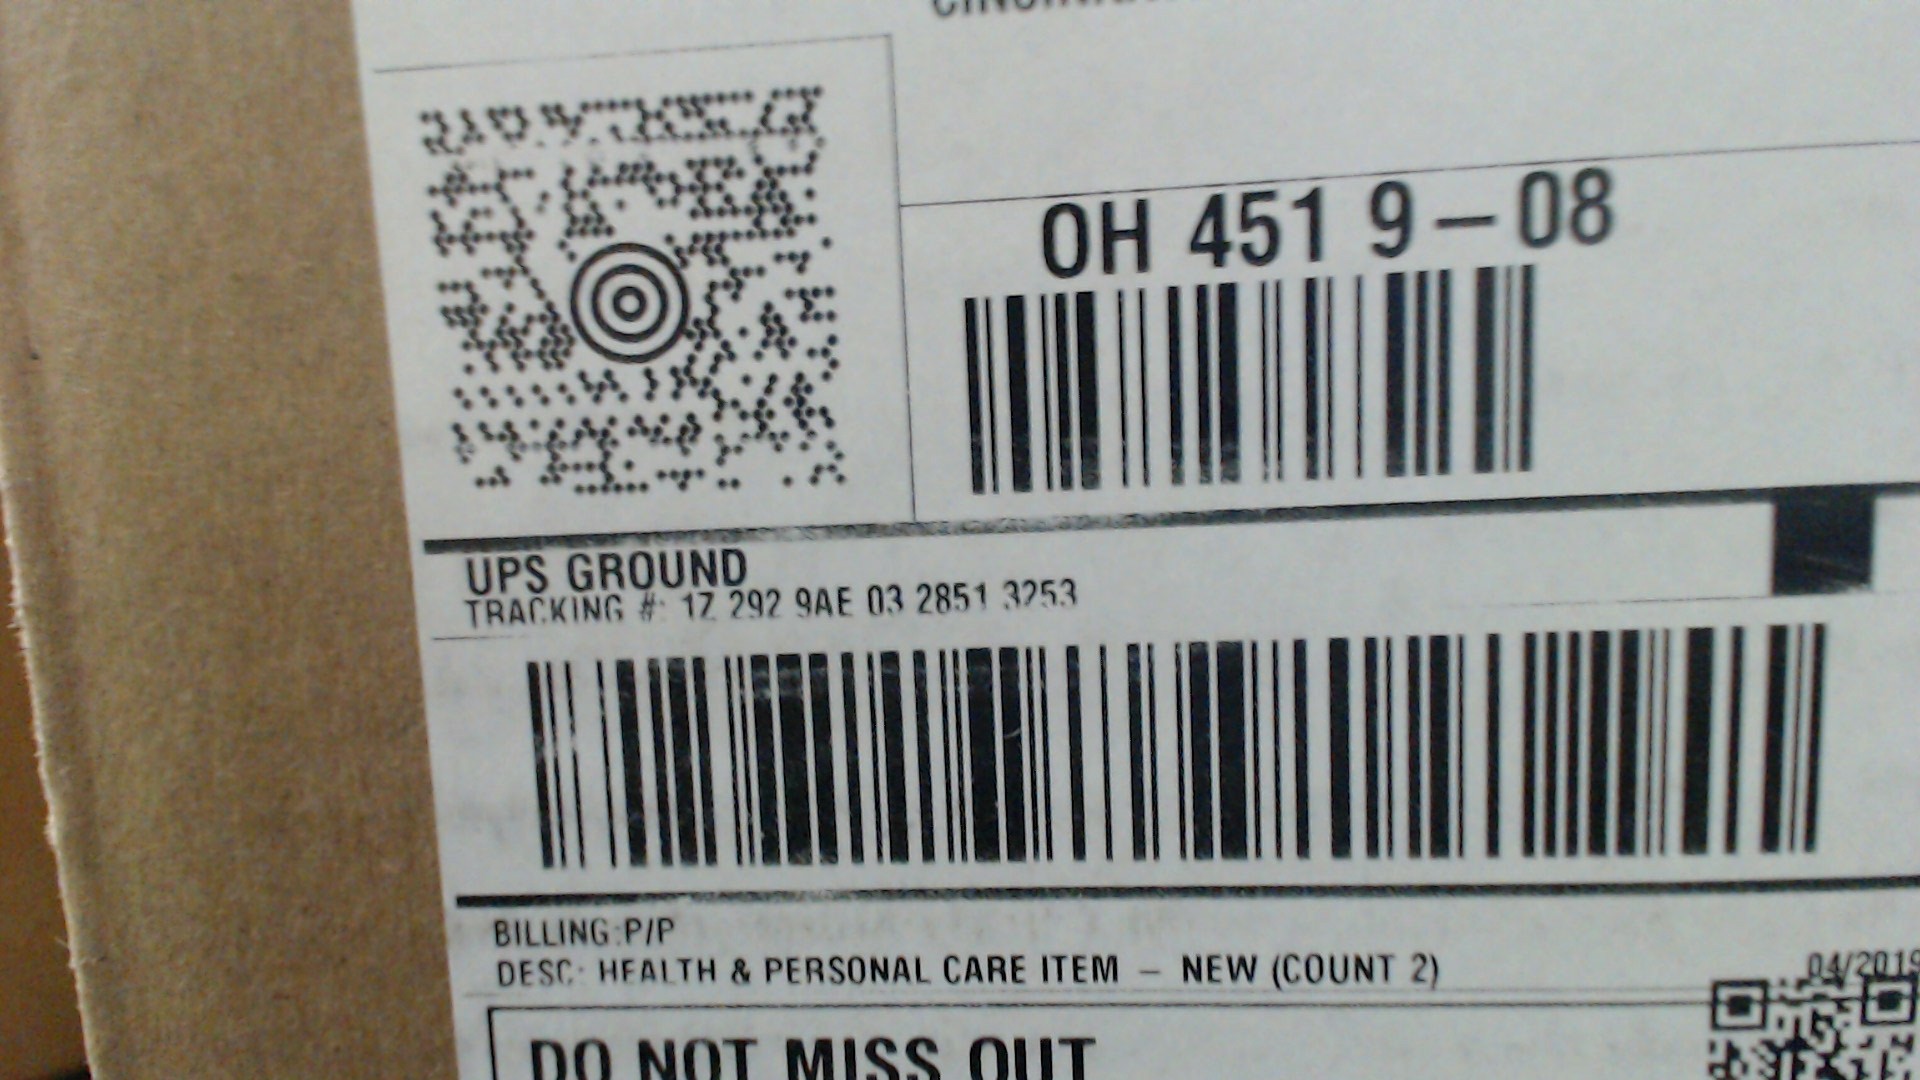 OH 451 9-08
UPS GROUND
TRACKING #: 1Z 292 9AE 03 2851 3253
BILLING:P/P
DESC: HEALTH & PERSONAL CARE ITEM - NEW (COUNT 2)
04/2019
DO NOT MISS OUT